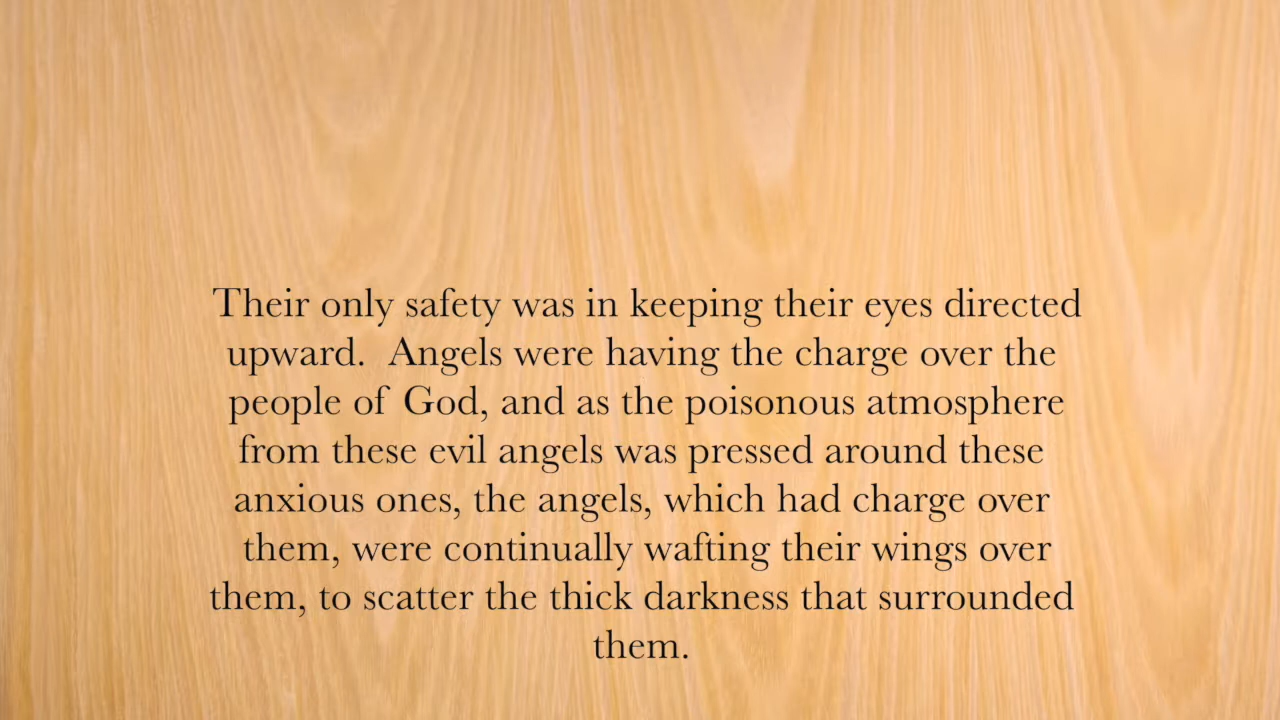 Their only safety was in keeping their eyes directed
upward.  Angels were having the charge over the
people of God, and as the poisonous atmosphere
from these evil angels was pressed around these
anxious ones, the angels, which had charge over
them, were continually wafting their wings over
them, to scatter the thick darkness that surrounded
them.